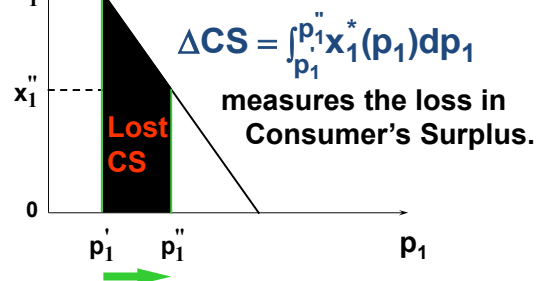 ΔCS = ∫p₁'p₁'' x₁*(p₁)dp₁
measures the loss in
Consumer's Surplus.
x₁''
Lost
CS
0
p₁' p₁'' p₁